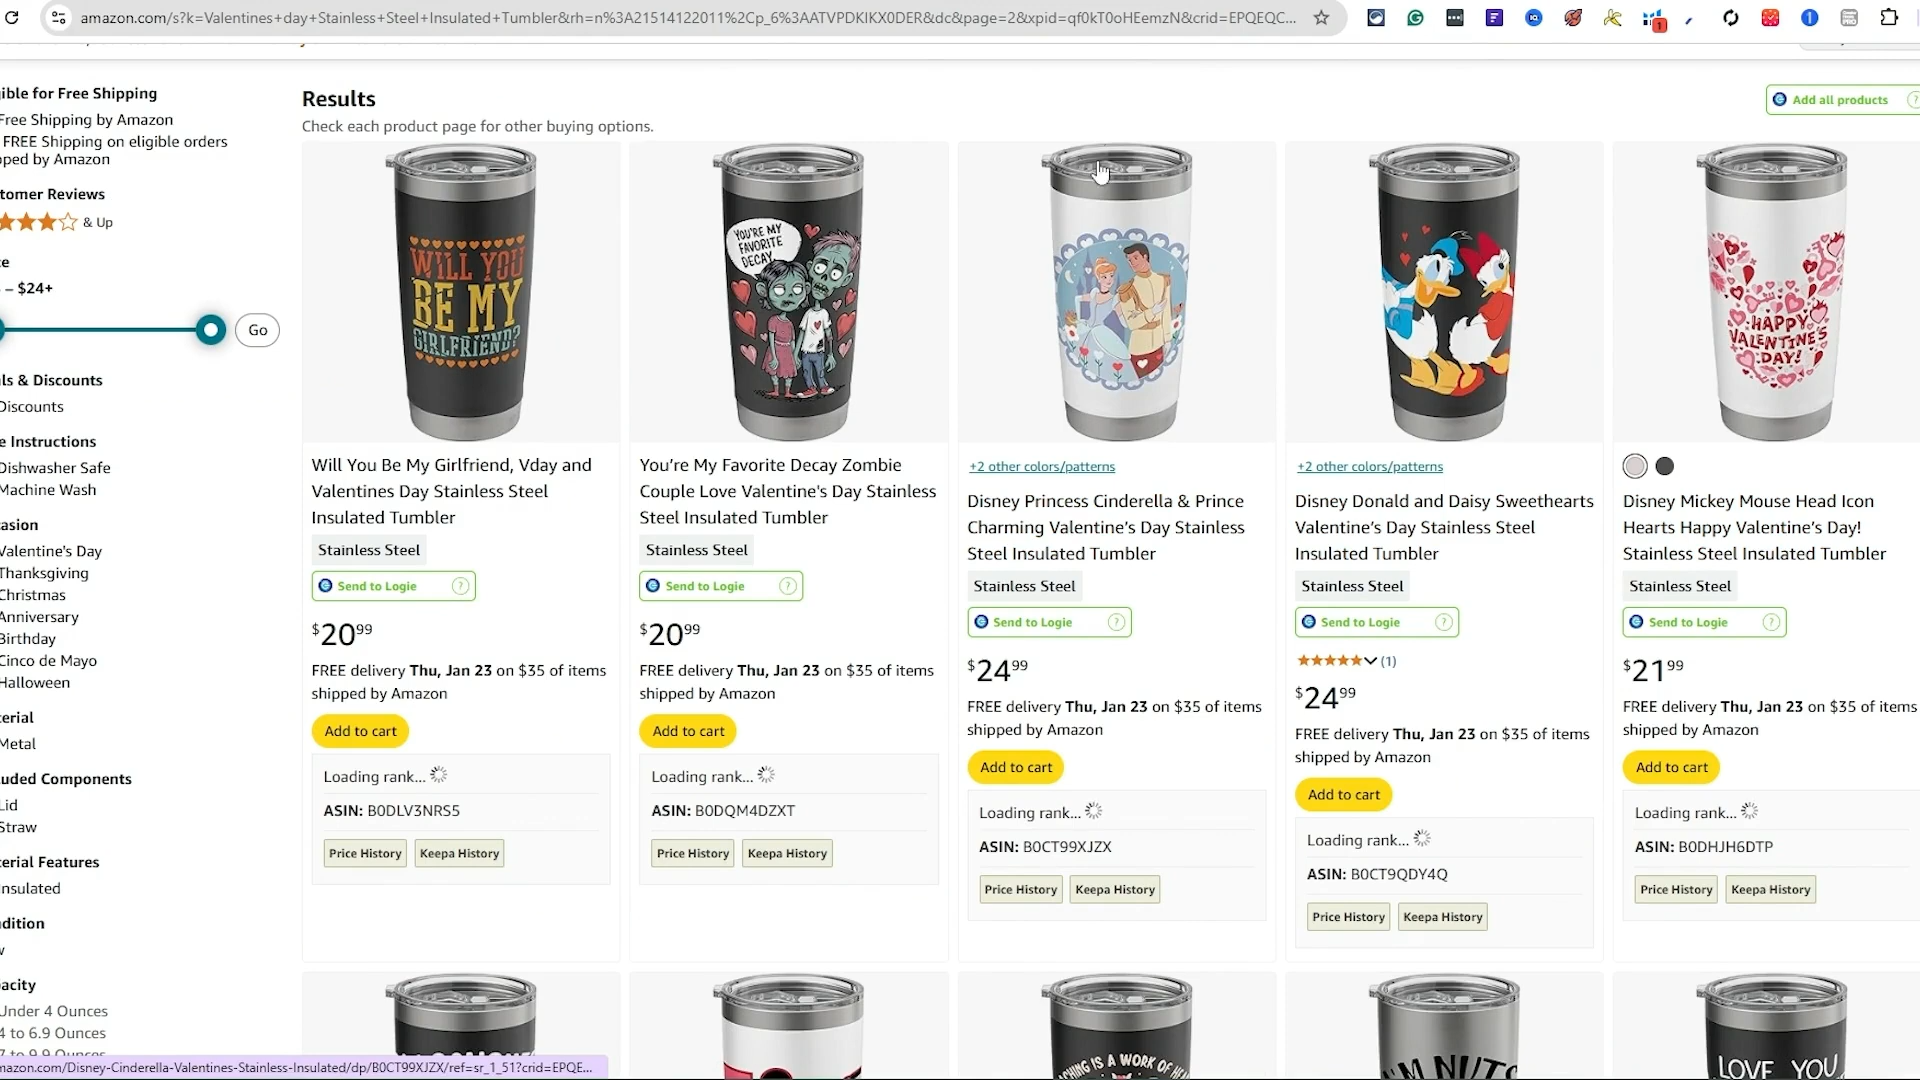 amazon.com/s?k=Valentines+day+Stainless+Steel+Insulated+Tumbler&rh=n%3A21514122011%2Cp_6%3AATVPDKIKX0DER&dc&page=2&xpid=qf0kT0oHEemzN&crid=EPQEQC...
1
ible for Free Shipping
Free Shipping by Amazon
FREE Shipping on eligible orders
pped by Amazon
tomer Reviews
& Up
– $24+
Go
ls & Discounts
Discounts
e Instructions
Dishwasher Safe
Machine Wash
asion
Valentine's Day
Thanksgiving
Christmas
Anniversary
Birthday
Cinco de Mayo
Halloween
erial
Metal
uded Components
Lid
Straw
erial Features
Insulated
dition
acity
Under 4 Ounces
4 to 6.9 Ounces
7 to 9.9 Ounces
Results
Check each product page for other buying options.
Add all products ?
WILL YOU
BE MY
GIRLFRIEND?
Will You Be My Girlfriend, Vday and
Valentines Day Stainless Steel
Insulated Tumbler
Stainless Steel
Send to Logie ?
$20.99
FREE delivery Thu, Jan 23 on $35 of items
shipped by Amazon
Add to cart
Loading rank...
ASIN: B0DLV3NRS5
Price History Keepa History
YOU'RE MY
FAVORITE
DECAY
You’re My Favorite Decay Zombie
Couple Love Valentine's Day Stainless
Steel Insulated Tumbler
Stainless Steel
Send to Logie ?
$20.99
FREE delivery Thu, Jan 23 on $35 of items
shipped by Amazon
Add to cart
Loading rank...
ASIN: B0DQM4DZXT
Price History Keepa History
+2 other colors/patterns
Disney Princess Cinderella & Prince
Charming Valentine’s Day Stainless
Steel Insulated Tumbler
Stainless Steel
Send to Logie ?
$24.99
FREE delivery Thu, Jan 23 on $35 of items
shipped by Amazon
Add to cart
Loading rank...
ASIN: B0CT99XJZX
Price History Keepa History
+2 other colors/patterns
Disney Donald and Daisy Sweethearts
Valentine’s Day Stainless Steel
Insulated Tumbler
Stainless Steel
Send to Logie ?
(1)
$24.99
FREE delivery Thu, Jan 23 on $35 of items
shipped by Amazon
Add to cart
Loading rank...
ASIN: B0CT9QDY4Q
Price History Keepa History
HAPPY
VALENTINE'S
DAY!
Disney Mickey Mouse Head Icon
Hearts Happy Valentine’s Day!
Stainless Steel Insulated Tumbler
Stainless Steel
Send to Logie ?
$21.99
FREE delivery Thu, Jan 23 on $35 of items
shipped by Amazon
Add to cart
Loading rank...
ASIN: B0DHJH6DTP
Price History Keepa History
CHING IS A WORK OF HE
I'M NUTS
LOVE YOU
mazon.com/Disney-Cinderella-Valentines-Stainless-Insulated/dp/B0CT99XJZX/ref=sr_1_51?crid=EPQE...